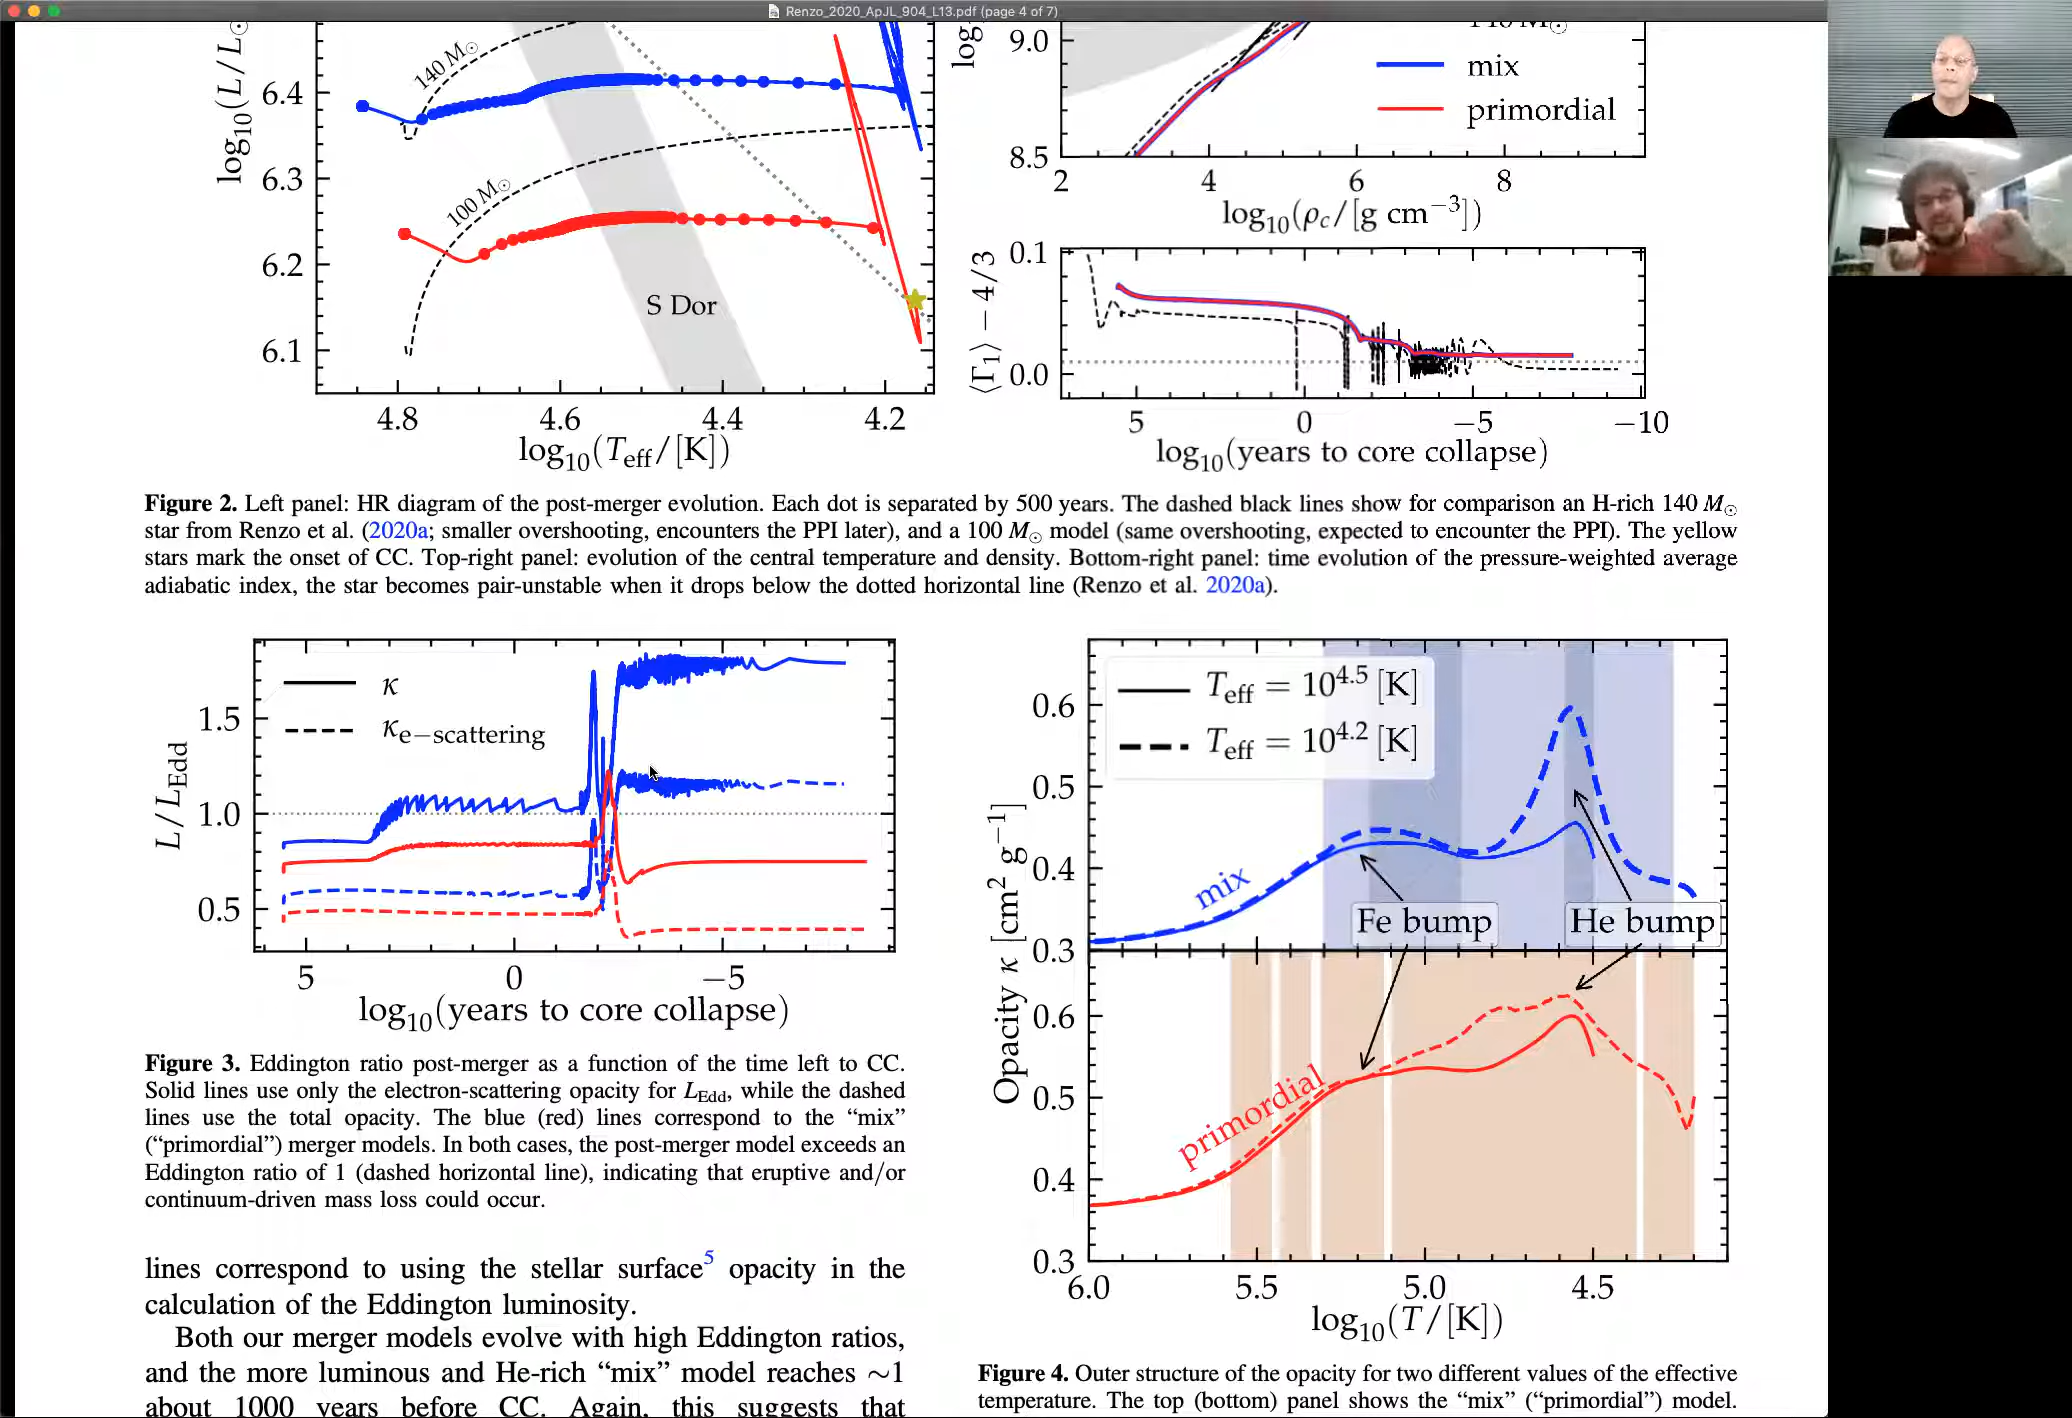 Renzo_2020_ApJL_904_L13.pdf (page 4 of 7)
log10(L/L⊙
6.4
6.3
6.2
6.1
140 M⊙
100 M⊙
S Dor
4.8 4.6 4.4 4.2
log10(Teff/[K])
log
9.0
8.5
mix
primordial
2 4 6 8
log10(ρc/[g cm−3])
⟨Γ1⟩ − 4/3
0.1
0.0
5 0 −5 −10
log10(years to core collapse)
Figure 2. Left panel: HR diagram of the post-merger evolution. Each dot is separated by 500 years. The dashed black lines show for comparison an H-rich 140 M⊙
star from Renzo et al. (2020a; smaller overshooting, encounters the PPI later), and a 100 M⊙ model (same overshooting, expected to encounter the PPI). The yellow
stars mark the onset of CC. Top-right panel: evolution of the central temperature and density. Bottom-right panel: time evolution of the pressure-weighted average
adiabatic index, the star becomes pair-unstable when it drops below the dotted horizontal line (Renzo et al. 2020a).
κ
κe−scattering
L/LEdd
1.5
1.0
0.5
5 0 −5
log10(years to core collapse)
Figure 3. Eddington ratio post-merger as a function of the time left to CC.
Solid lines use only the electron-scattering opacity for LEdd, while the dashed
lines use the total opacity. The blue (red) lines correspond to the “mix”
(“primordial”) merger models. In both cases, the post-merger model exceeds an
Eddington ratio of 1 (dashed horizontal line), indicating that eruptive and/or
continuum-driven mass loss could occur.
lines correspond to using the stellar surface5 opacity in the
calculation of the Eddington luminosity.
Both our merger models evolve with high Eddington ratios,
and the more luminous and He-rich “mix” model reaches ∼1
about 1000 years before CC. Again, this suggests that
Teff = 10^4.5 [K]
Teff = 10^4.2 [K]
Opacity κ [cm2 g−1]
0.6
0.5
0.4
0.3
mix
Fe bump
He bump
0.6
0.5
0.4
0.3
primordial
6.0 5.5 5.0 4.5
log10(T/[K])
Figure 4. Outer structure of the opacity for two different values of the effective
temperature. The top (bottom) panel shows the “mix” (“primordial”) model.